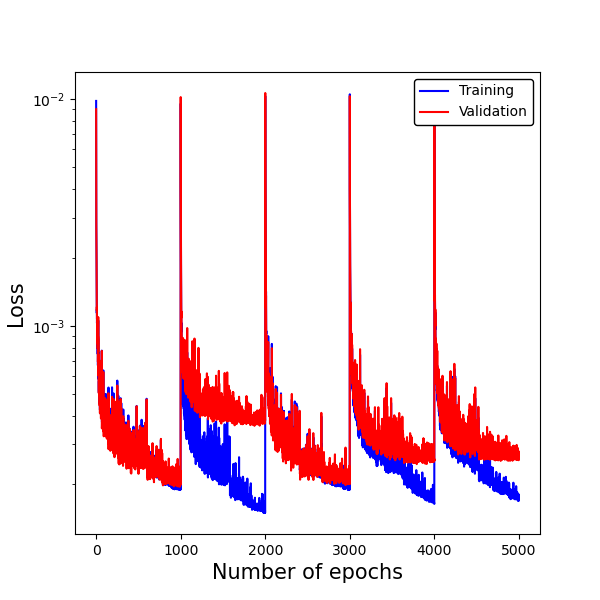 Training
Validation
10⁻²
10⁻³
Loss
0 1000 2000 3000 4000 5000
Number of epochs